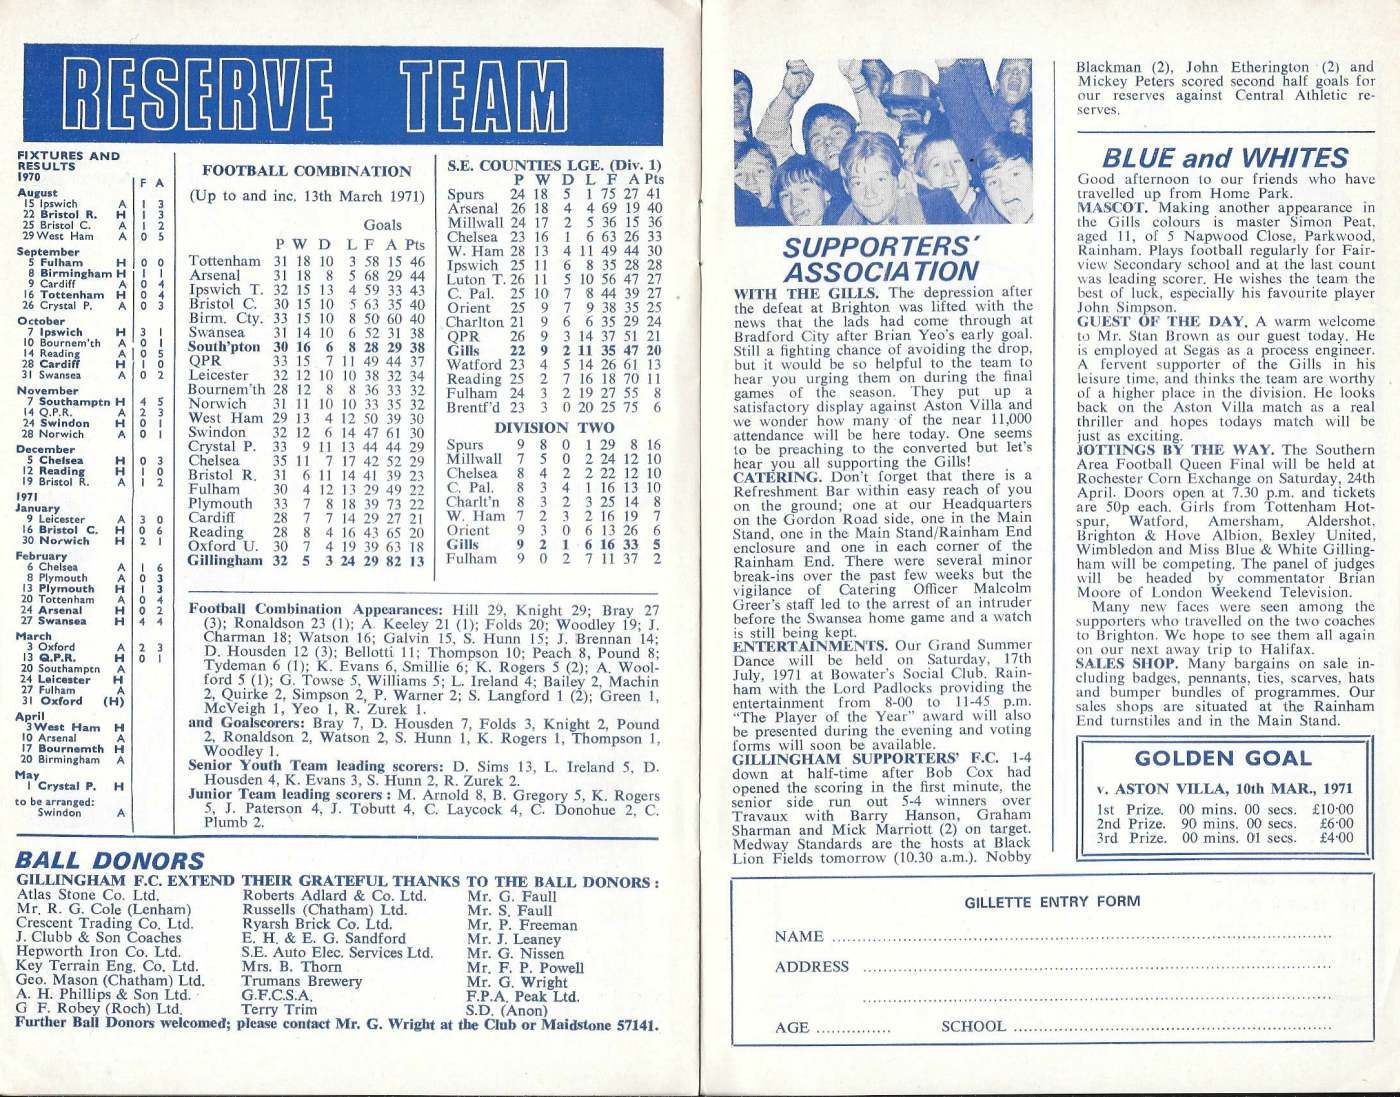 RESERVE TEAM
FIXTURES AND
RESULTS
1970
F A
August
15 Ipswich A 1 3
22 Bristol R. H 1 3
25 Bristol C. A 1 2
29 West Ham A 0 5
September
5 Fulham H 0 0
8 Birmingham H 1 1
9 Cardiff A 0 4
16 Tottenham H 0 4
26 Crystal P. A 0 3
October
7 Ipswich H 3 1
10 Bournem'th A 0 1
14 Reading A 0 5
28 Cardiff H 1 0
31 Swansea A 0 2
November
7 Southamptn H 4 5
14 Q.P.R. A 2 3
24 Swindon H 0 1
28 Norwich A 0 1
December
5 Chelsea H 0 3
12 Reading H 1 0
19 Bristol R. A 1 2
1971
January
9 Leicester A 3 0
16 Bristol C. H 0 6
30 Norwich H 2 1
February
6 Chelsea A 1 6
8 Plymouth A 0 3
13 Plymouth H 1 3
20 Tottenham A 0 4
24 Arsenal H 0 2
27 Swansea H 4 4
March
3 Oxford A 2 3
13 Q.P.R. H 0 1
20 Southamptn A
24 Leicester H
27 Fulham A
31 Oxford (H)
April
3 West Ham H
10 Arsenal A
17 Bournemth H
20 Birmingham A
May
1 Crystal P. H
to be arranged:
Swindon A
FOOTBALL COMBINATION
(Up to and inc. 13th March 1971)
Goals
P W D L F A Pts
Tottenham 31 18 10 3 58 15 46
Arsenal 31 18 8 5 68 29 44
Ipswich T. 32 15 13 4 59 33 43
Bristol C. 30 15 10 5 63 35 40
Birm. Cty. 33 15 10 8 50 60 40
Swansea 31 14 10 6 52 31 38
South'pton 30 16 6 8 28 29 38
QPR 33 15 7 11 49 44 37
Leicester 32 12 10 10 38 32 34
Bournem'th 28 12 8 8 36 33 32
Norwich 31 11 10 10 33 35 32
West Ham 29 13 4 12 50 39 30
Swindon 32 12 6 14 47 61 30
Crystal P. 33 9 11 13 44 44 29
Chelsea 35 11 7 17 42 52 29
Bristol R. 31 6 11 14 41 39 23
Fulham 30 4 12 13 29 49 22
Plymouth 33 7 8 18 39 73 22
Cardiff 28 7 7 14 29 27 21
Reading 28 8 4 16 43 65 20
Oxford U. 30 7 4 19 39 63 18
Gillingham 32 5 3 24 29 82 13
S.E. COUNTIES LGE. (Div. 1)
P W D L F A Pts
Spurs 24 18 5 1 75 27 41
Arsenal 26 18 4 4 69 19 40
Millwall 24 17 2 5 36 15 36
Chelsea 23 16 1 6 63 26 33
W. Ham 28 13 4 11 49 44 30
Ipswich 25 11 6 8 35 28 28
Luton T. 26 11 5 10 56 47 27
C. Pal. 25 10 7 8 44 39 27
Orient 25 9 7 9 38 35 25
Charlton 21 9 6 6 35 29 24
QPR 26 9 3 14 37 51 21
Gills 22 9 2 11 35 47 20
Watford 23 4 5 14 26 61 13
Reading 25 2 7 16 18 70 11
Fulham 24 3 2 19 27 55 8
Brentf'd 23 3 0 20 25 75 6
DIVISION TWO
Spurs 9 8 0 1 29 8 16
Millwall 7 5 0 2 24 12 10
Chelsea 8 4 2 2 22 12 10
C. Pal. 8 3 4 1 16 13 10
Charlt'n 8 3 2 3 25 14 8
W. Ham 7 2 3 2 16 19 7
Orient 9 3 0 6 13 26 6
Gills 9 2 1 6 16 33 5
Fulham 9 0 2 7 11 37 2
Football Combination Appearances: Hill 29, Knight 29; Bray 27
(3); Ronaldson 23 (1); A. Keeley 21 (1); Folds 20; Woodley 19; J.
Charman 18; Watson 16; Galvin 15, S. Hunn 15; J. Brennan 14;
D. Housden 12 (3); Bellotti 11; Thompson 10; Peach 8, Pound 8;
Tydeman 6 (1); K. Evans 6, Smillie 6; K. Rogers 5 (2); A. Wool-
ford 5 (1); G. Towse 5, Williams 5; L. Ireland 4; Bailey 2, Machin
2, Quirke 2, Simpson 2, P. Warner 2; S. Langford 1 (2); Green 1,
McVeigh 1, Yeo 1, R. Zurek 1.
and Goalscorers: Bray 7, D. Housden 7, Folds 3, Knight 2, Pound
2, Ronaldson 2, Watson 2, S. Hunn 1, K. Rogers 1, Thompson 1,
Woodley 1.
Senior Youth Team leading scorers: D. Sims 13, L. Ireland 5, D.
Housden 4, K. Evans 3, S. Hunn 2, R. Zurek 2.
Junior Team leading scorers: M. Arnold 8, B. Gregory 5, K. Rogers
5, J. Paterson 4, J. Tobutt 4, C. Laycock 4, C. Donohue 2, C.
Plumb 2.
BALL DONORS
GILLINGHAM F.C. EXTEND THEIR GRATEFUL THANKS TO THE BALL DONORS:
Atlas Stone Co. Ltd.
Mr. R. G. Cole (Lenham)
Crescent Trading Co. Ltd.
J. Clubb & Son Coaches
Hepworth Iron Co. Ltd.
Key Terrain Eng. Co. Ltd.
Geo. Mason (Chatham) Ltd.
A. H. Phillips & Son Ltd.
G F. Robey (Roch) Ltd.
Roberts Adlard & Co. Ltd.
Russells (Chatham) Ltd.
Ryarsh Brick Co. Ltd.
E. H. & E. G. Sandford
S.E. Auto Elec. Services Ltd.
Mrs. B. Thorn
Trumans Brewery
G.F.C.S.A.
Terry Trim
Mr. G. Faull
Mr. S. Faull
Mr. P. Freeman
Mr. J. Leaney
Mr. G. Nissen
Mr. F. P. Powell
Mr. G. Wright
F.P.A. Peak Ltd.
S.D. (Anon)
Further Ball Donors welcomed; please contact Mr. G. Wright at the Club or Maidstone 57141.
SUPPORTERS'
ASSOCIATION
WITH THE GILLS. The depression after
the defeat at Brighton was lifted with the
news that the lads had come through at
Bradford City after Brian Yeo's early goal.
Still a fighting chance of avoiding the drop,
but it would be so helpful to the team to
hear you urging them on during the final
games of the season. They put up a
satisfactory display against Aston Villa and
we wonder how many of the near 11,000
attendance will be here today. One seems
to be preaching to the converted but let's
hear you all supporting the Gills!
CATERING. Don't forget that there is a
Refreshment Bar within easy reach of you
on the ground; one at our Headquarters
on the Gordon Road side, one in the Main
Stand, one in the Main Stand/Rainham End
enclosure and one in each corner of the
Rainham End. There were several minor
break-ins over the past few weeks but the
vigilance of Catering Officer Malcolm
Greer's staff led to the arrest of an intruder
before the Swansea home game and a watch
is still being kept.
ENTERTAINMENTS. Our Grand Summer
Dance will be held on Saturday, 17th
July, 1971 at Bowater's Social Club. Rain-
ham with the Lord Padlocks providing the
entertainment from 8-00 to 11-45 p.m.
"The Player of the Year" award will also
be presented during the evening and voting
forms will soon be available.
GILLINGHAM SUPPORTERS' F.C. 1-4
down at half-time after Bob Cox had
opened the scoring in the first minute, the
senior side run out 5-4 winners over
Travaux with Barry Hanson, Graham
Sharman and Mick Marriott (2) on target.
Medway Standards are the hosts at Black
Lion Fields tomorrow (10.30 a.m.). Nobby
Blackman (2), John Etherington (2) and
Mickey Peters scored second half goals for
our reserves against Central Athletic re-
serves.
BLUE and WHITES
Good afternoon to our friends who have
travelled up from Home Park.
MASCOT. Making another appearance in
the Gills colours is master Simon Peat,
aged 11, of 5 Napwood Close, Parkwood,
Rainham. Plays football regularly for Fair-
view Secondary school and at the last count
was leading scorer. He wishes the team the
best of luck, especially his favourite player
John Simpson.
GUEST OF THE DAY. A warm welcome
to Mr. Stan Brown as our guest today. He
is employed at Segas as a process engineer.
A fervent supporter of the Gills in his
leisure time, and thinks the team are worthy
of a higher place in the division. He looks
back on the Aston Villa match as a real
thriller and hopes todays match will be
just as exciting.
JOTTINGS BY THE WAY. The Southern
Area Football Queen Final will be held at
Rochester Corn Exchange on Saturday, 24th
April. Doors open at 7.30 p.m. and tickets
are 50p each. Girls from Tottenham Hot-
spur, Watford, Amersham, Aldershot,
Brighton & Hove Albion, Bexley United,
Wimbledon and Miss Blue & White Gilling-
ham will be competing. The panel of judges
will be headed by commentator Brian
Moore of London Weekend Television.
Many new faces were seen among the
supporters who travelled on the two coaches
to Brighton. We hope to see them all again
on our next away trip to Halifax.
SALES SHOP. Many bargains on sale in-
cluding badges, pennants, ties, scarves, hats
and bumper bundles of programmes. Our
sales shops are situated at the Rainham
End turnstiles and in the Main Stand.
GOLDEN GOAL
v. ASTON VILLA, 10th MAR., 1971
1st Prize. 00 mins. 00 secs. £10·00
2nd Prize. 90 mins. 00 secs. £6·00
3rd Prize. 00 mins. 01 secs. £4·00
GILLETTE ENTRY FORM
NAME
ADDRESS
AGE SCHOOL